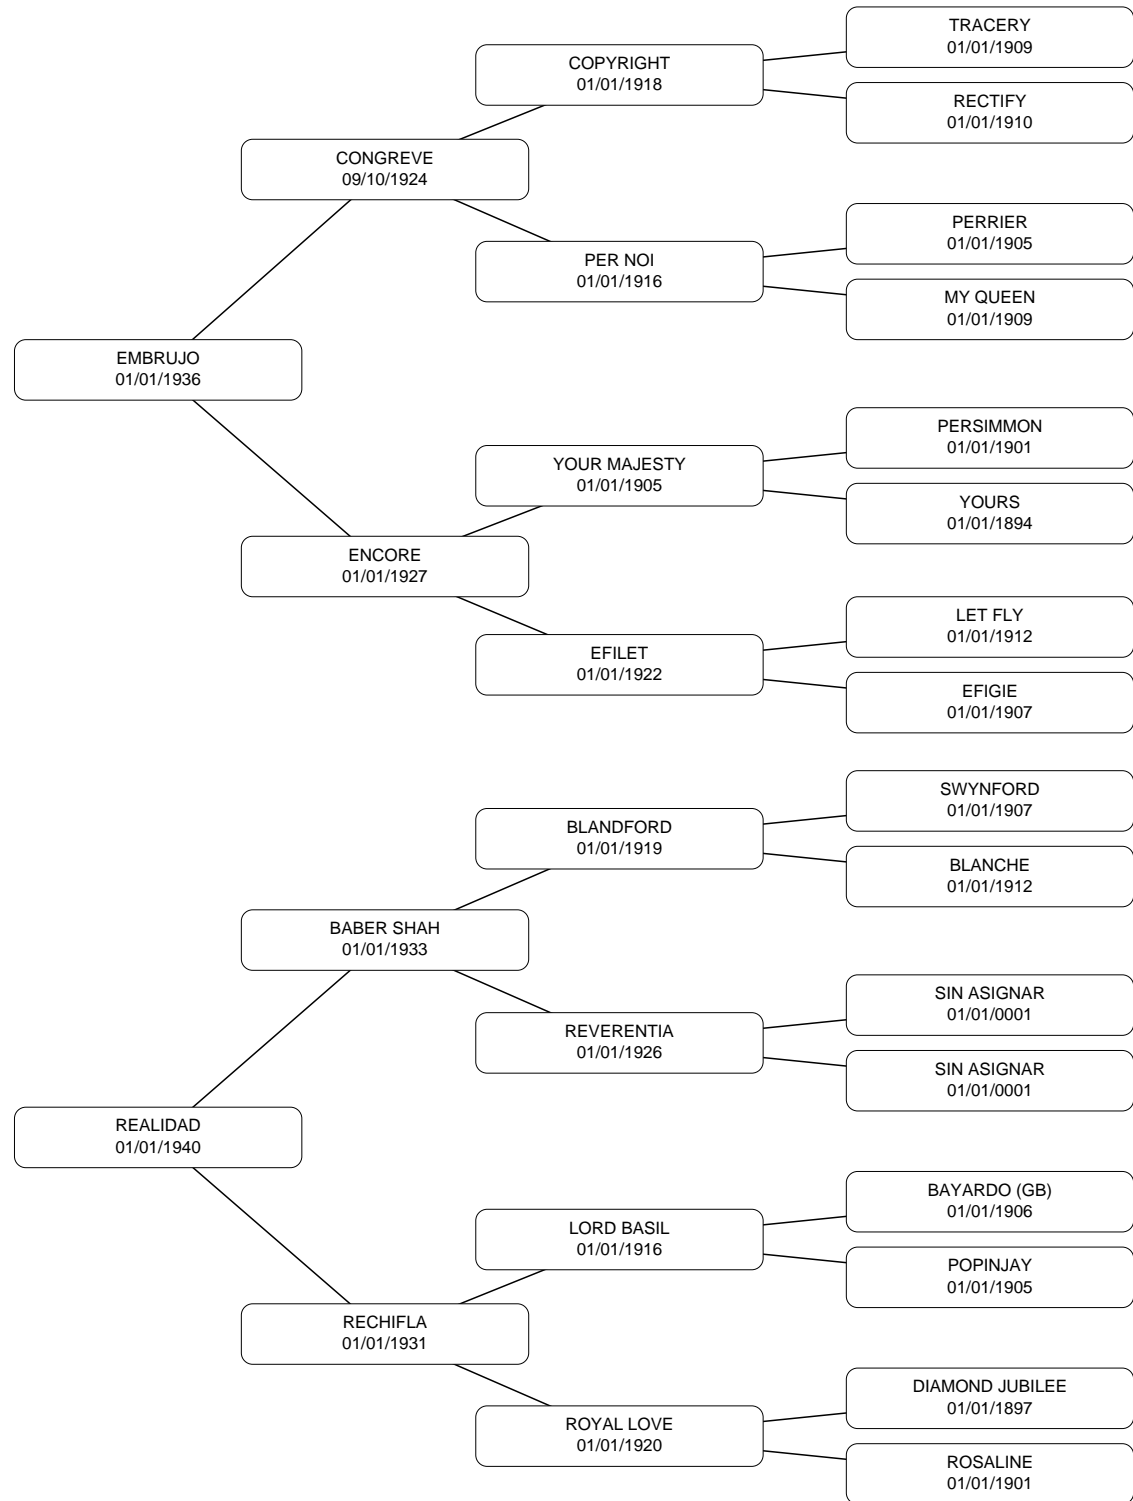 TRACERY
01/01/1909
COPYRIGHT
01/01/1918
RECTIFY
01/01/1910
CONGREVE
09/10/1924
PERRIER
01/01/1905
PER NOI
01/01/1916
MY QUEEN
01/01/1909
EMBRUJO
01/01/1936
PERSIMMON
01/01/1901
YOUR MAJESTY
01/01/1905
YOURS
01/01/1894
ENCORE
01/01/1927
LET FLY
01/01/1912
EFILET
01/01/1922
EFIGIE
01/01/1907
SWYNFORD
01/01/1907
BLANDFORD
01/01/1919
BLANCHE
01/01/1912
BABER SHAH
01/01/1933
SIN ASIGNAR
01/01/0001
REVERENTIA
01/01/1926
SIN ASIGNAR
01/01/0001
REALIDAD
01/01/1940
BAYARDO (GB)
01/01/1906
LORD BASIL
01/01/1916
POPINJAY
01/01/1905
RECHIFLA
01/01/1931
DIAMOND JUBILEE
01/01/1897
ROYAL LOVE
01/01/1920
ROSALINE
01/01/1901